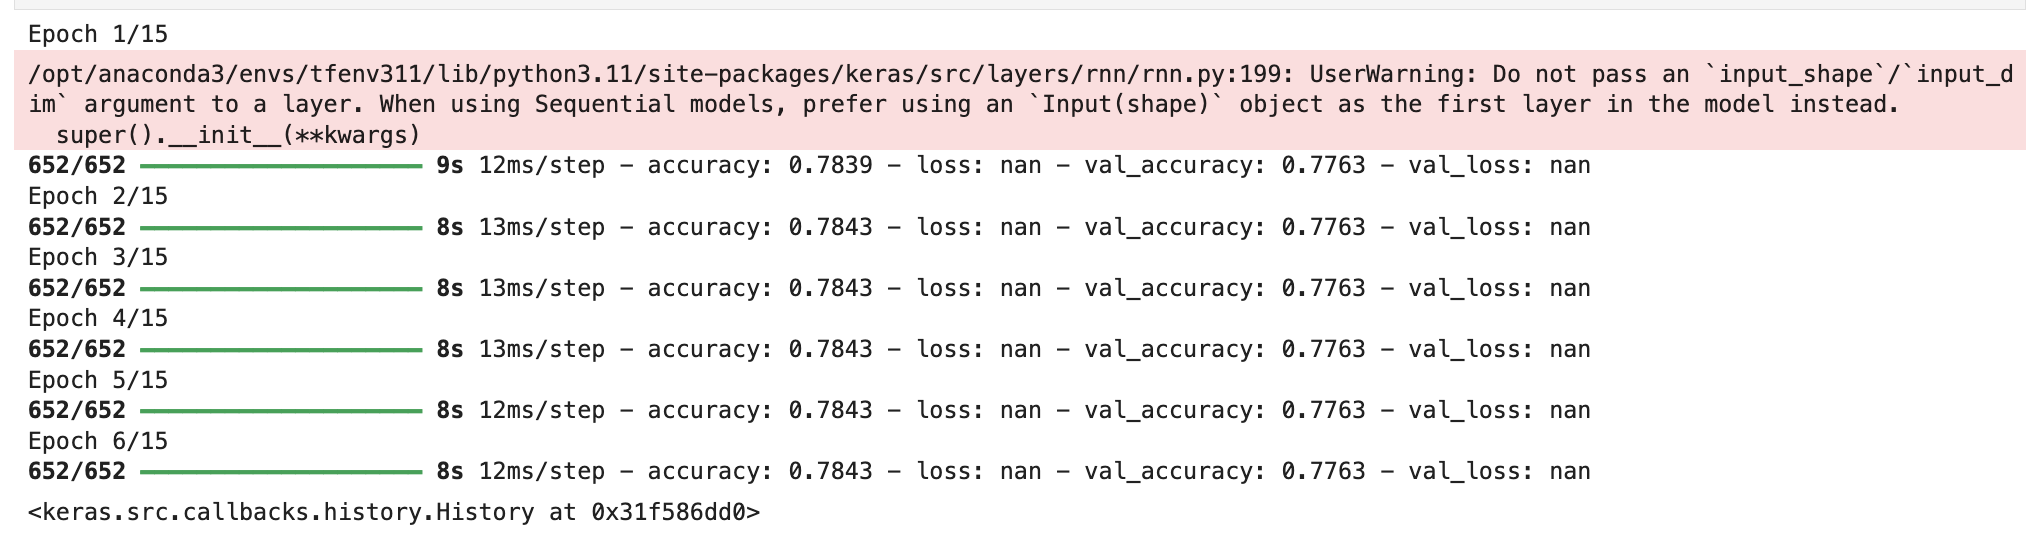 Epoch 1/15
/opt/anaconda3/envs/tfenv311/lib/python3.11/site-packages/keras/src/layers/rnn/rnn.py:199: UserWarning: Do not pass an `input_shape`/`input_d
im` argument to a layer. When using Sequential models, prefer using an `Input(shape)` object as the first layer in the model instead.
  super().__init__(**kwargs)
652/652 ━━━━━━━━━━━━━━━━━━━━ 9s 12ms/step - accuracy: 0.7839 - loss: nan - val_accuracy: 0.7763 - val_loss: nan
Epoch 2/15
652/652 ━━━━━━━━━━━━━━━━━━━━ 8s 13ms/step - accuracy: 0.7843 - loss: nan - val_accuracy: 0.7763 - val_loss: nan
Epoch 3/15
652/652 ━━━━━━━━━━━━━━━━━━━━ 8s 13ms/step - accuracy: 0.7843 - loss: nan - val_accuracy: 0.7763 - val_loss: nan
Epoch 4/15
652/652 ━━━━━━━━━━━━━━━━━━━━ 8s 13ms/step - accuracy: 0.7843 - loss: nan - val_accuracy: 0.7763 - val_loss: nan
Epoch 5/15
652/652 ━━━━━━━━━━━━━━━━━━━━ 8s 12ms/step - accuracy: 0.7843 - loss: nan - val_accuracy: 0.7763 - val_loss: nan
Epoch 6/15
652/652 ━━━━━━━━━━━━━━━━━━━━ 8s 12ms/step - accuracy: 0.7843 - loss: nan - val_accuracy: 0.7763 - val_loss: nan
<keras.src.callbacks.history.History at 0x31f586dd0>